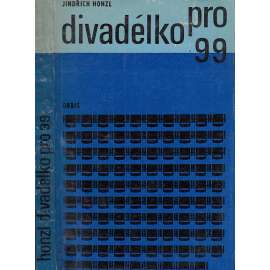 JINDŘICH HONZL
divadélko
pro
99
ORBIS
honzl divadélko pro 99